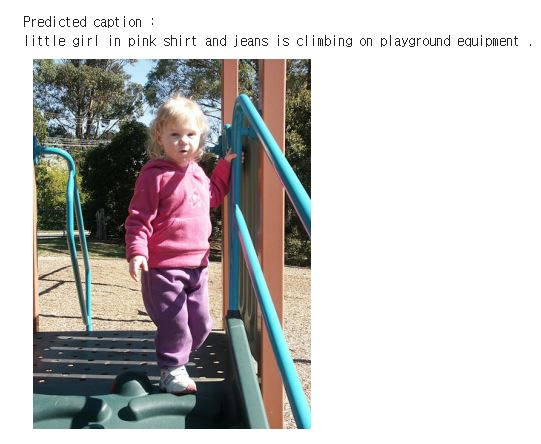 Predicted caption :
little girl in pink shirt and jeans is climbing on playground equipment .